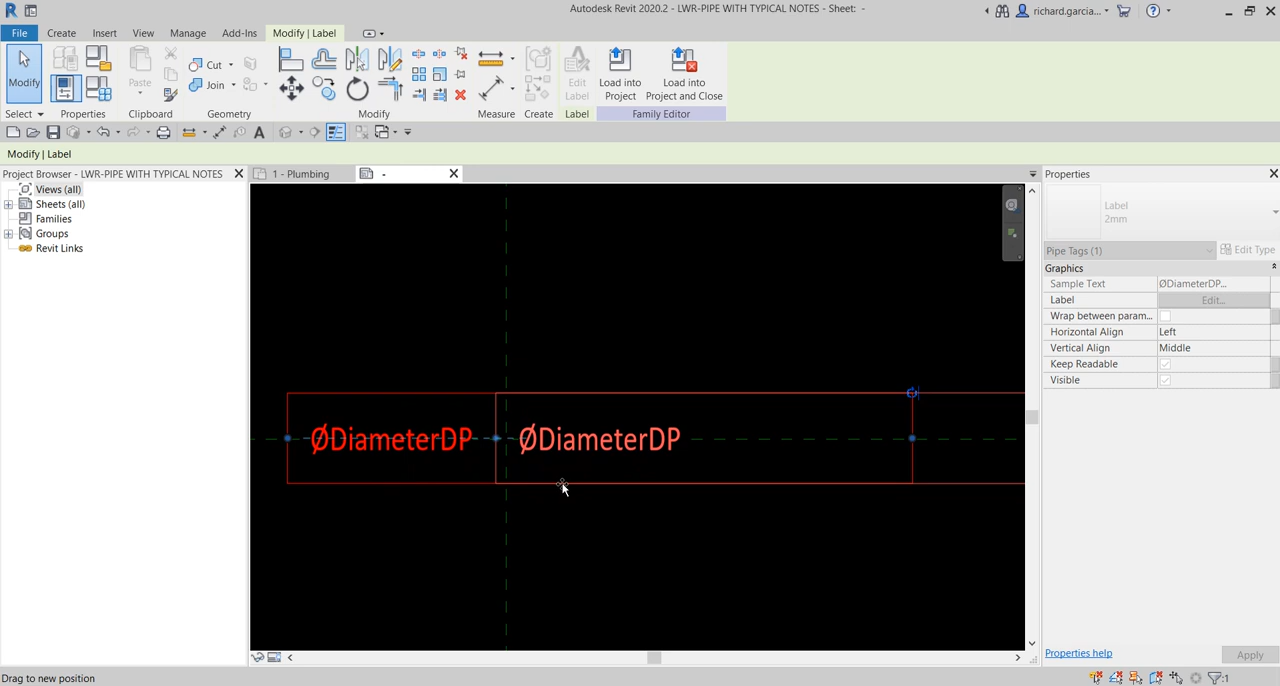 Autodesk Revit 2020.2 - LWR-PIPE WITH TYPICAL NOTES - Sheet: -
richard.garcia...
File Create Insert View Manage Add-Ins Modify | Label
Modify
Paste
Cut
Join
Edit Label
Load into Project
Load into Project and Close
Select Properties Clipboard Geometry Modify Measure Create Label Family Editor
Modify | Label
Project Browser - LWR-PIPE WITH TYPICAL NOTES
1 - Plumbing
-
Properties
Views (all)
Sheets (all)
Families
Groups
Revit Links
ØDiameterDP
ØDiameterDP
Label
2mm
Pipe Tags (1)
Edit Type
Graphics
Sample Text ØDiameterDP...
Label Edit...
Wrap between param...
Horizontal Align Left
Vertical Align Middle
Keep Readable
Visible
Properties help
Apply
Drag to new position
:1